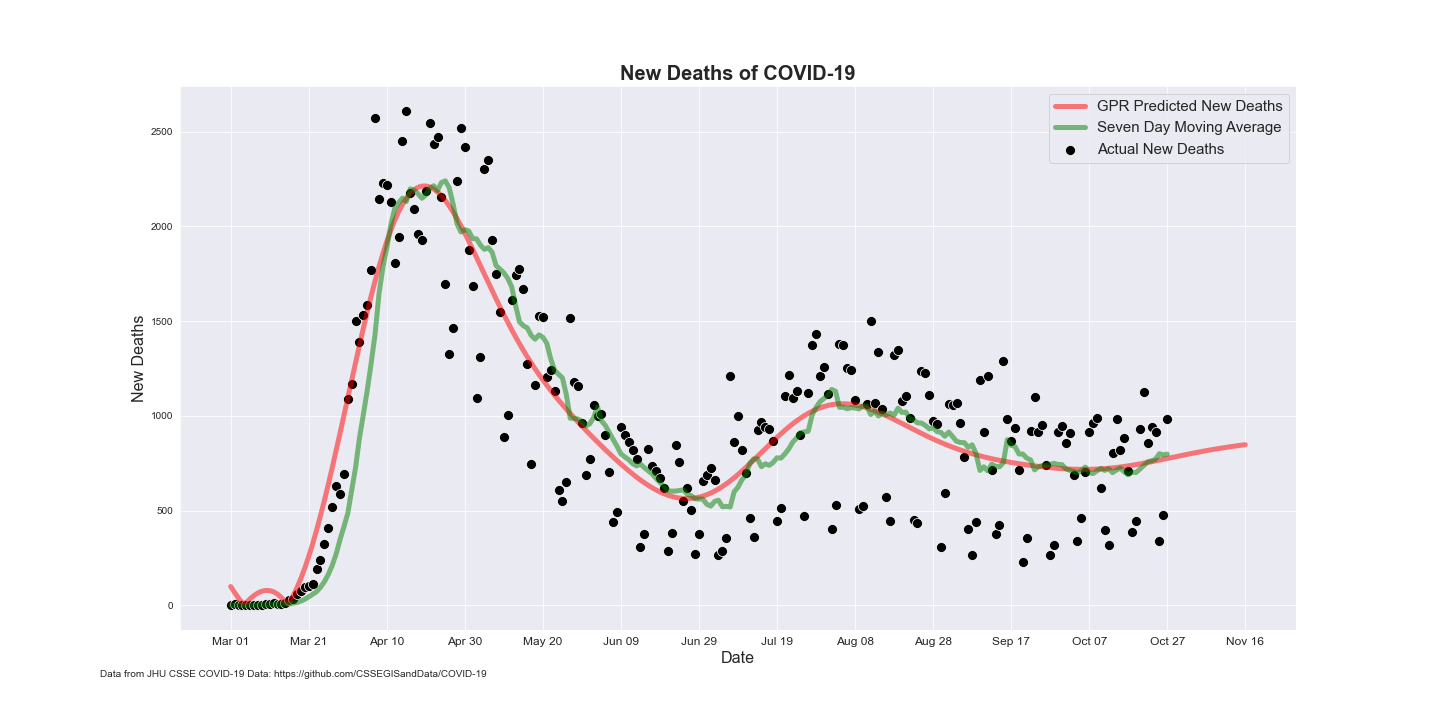 New Deaths of COVID-19
GPR Predicted New Deaths
Seven Day Moving Average
Actual New Deaths
New Deaths
2500
2000
1500
1000
500
0
Mar 01 Mar 21 Apr 10 Apr 30 May 20 Jun 09 Jun 29 Jul 19 Aug 08 Aug 28 Sep 17 Oct 07 Oct 27 Nov 16
Date
Data from JHU CSSE COVID-19 Data: https://github.com/CSSEGISandData/COVID-19